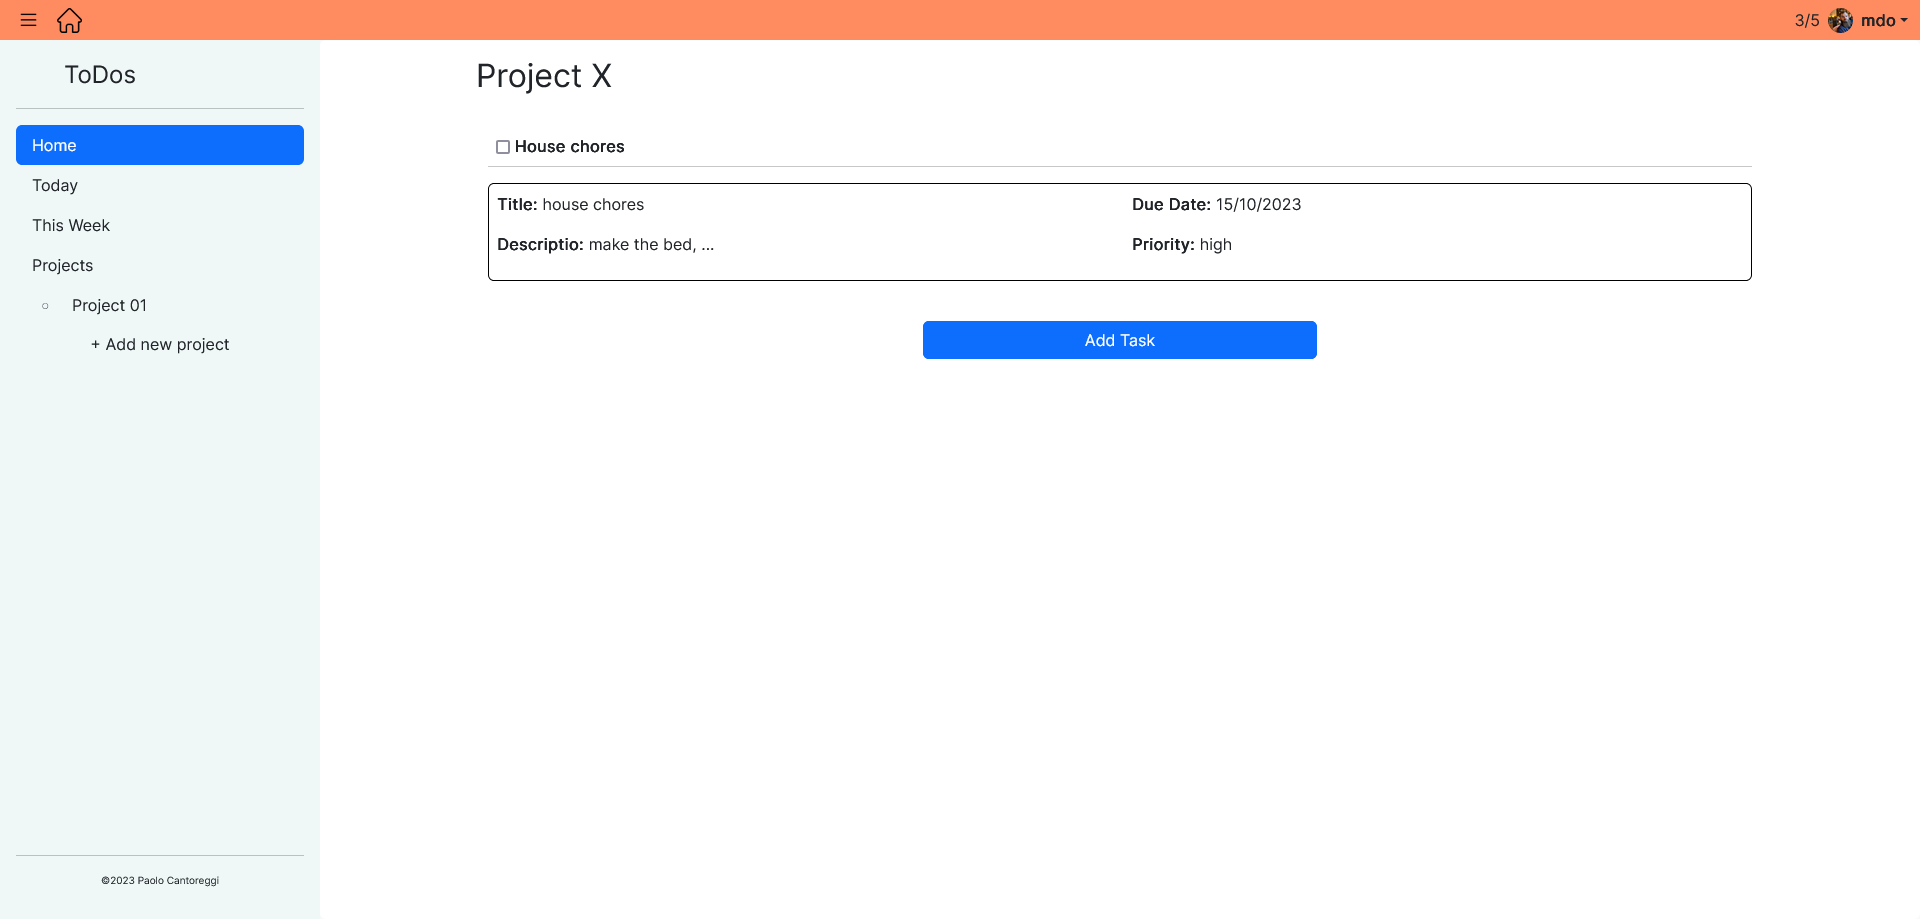 3/5 mdo
ToDos
Home
Today
This Week
Projects
Project 01
+ Add new project
©2023 Paolo Cantoreggi
Project X
House chores
Title: house chores
Due Date: 15/10/2023
Descriptio: make the bed, ...
Priority: high
Add Task